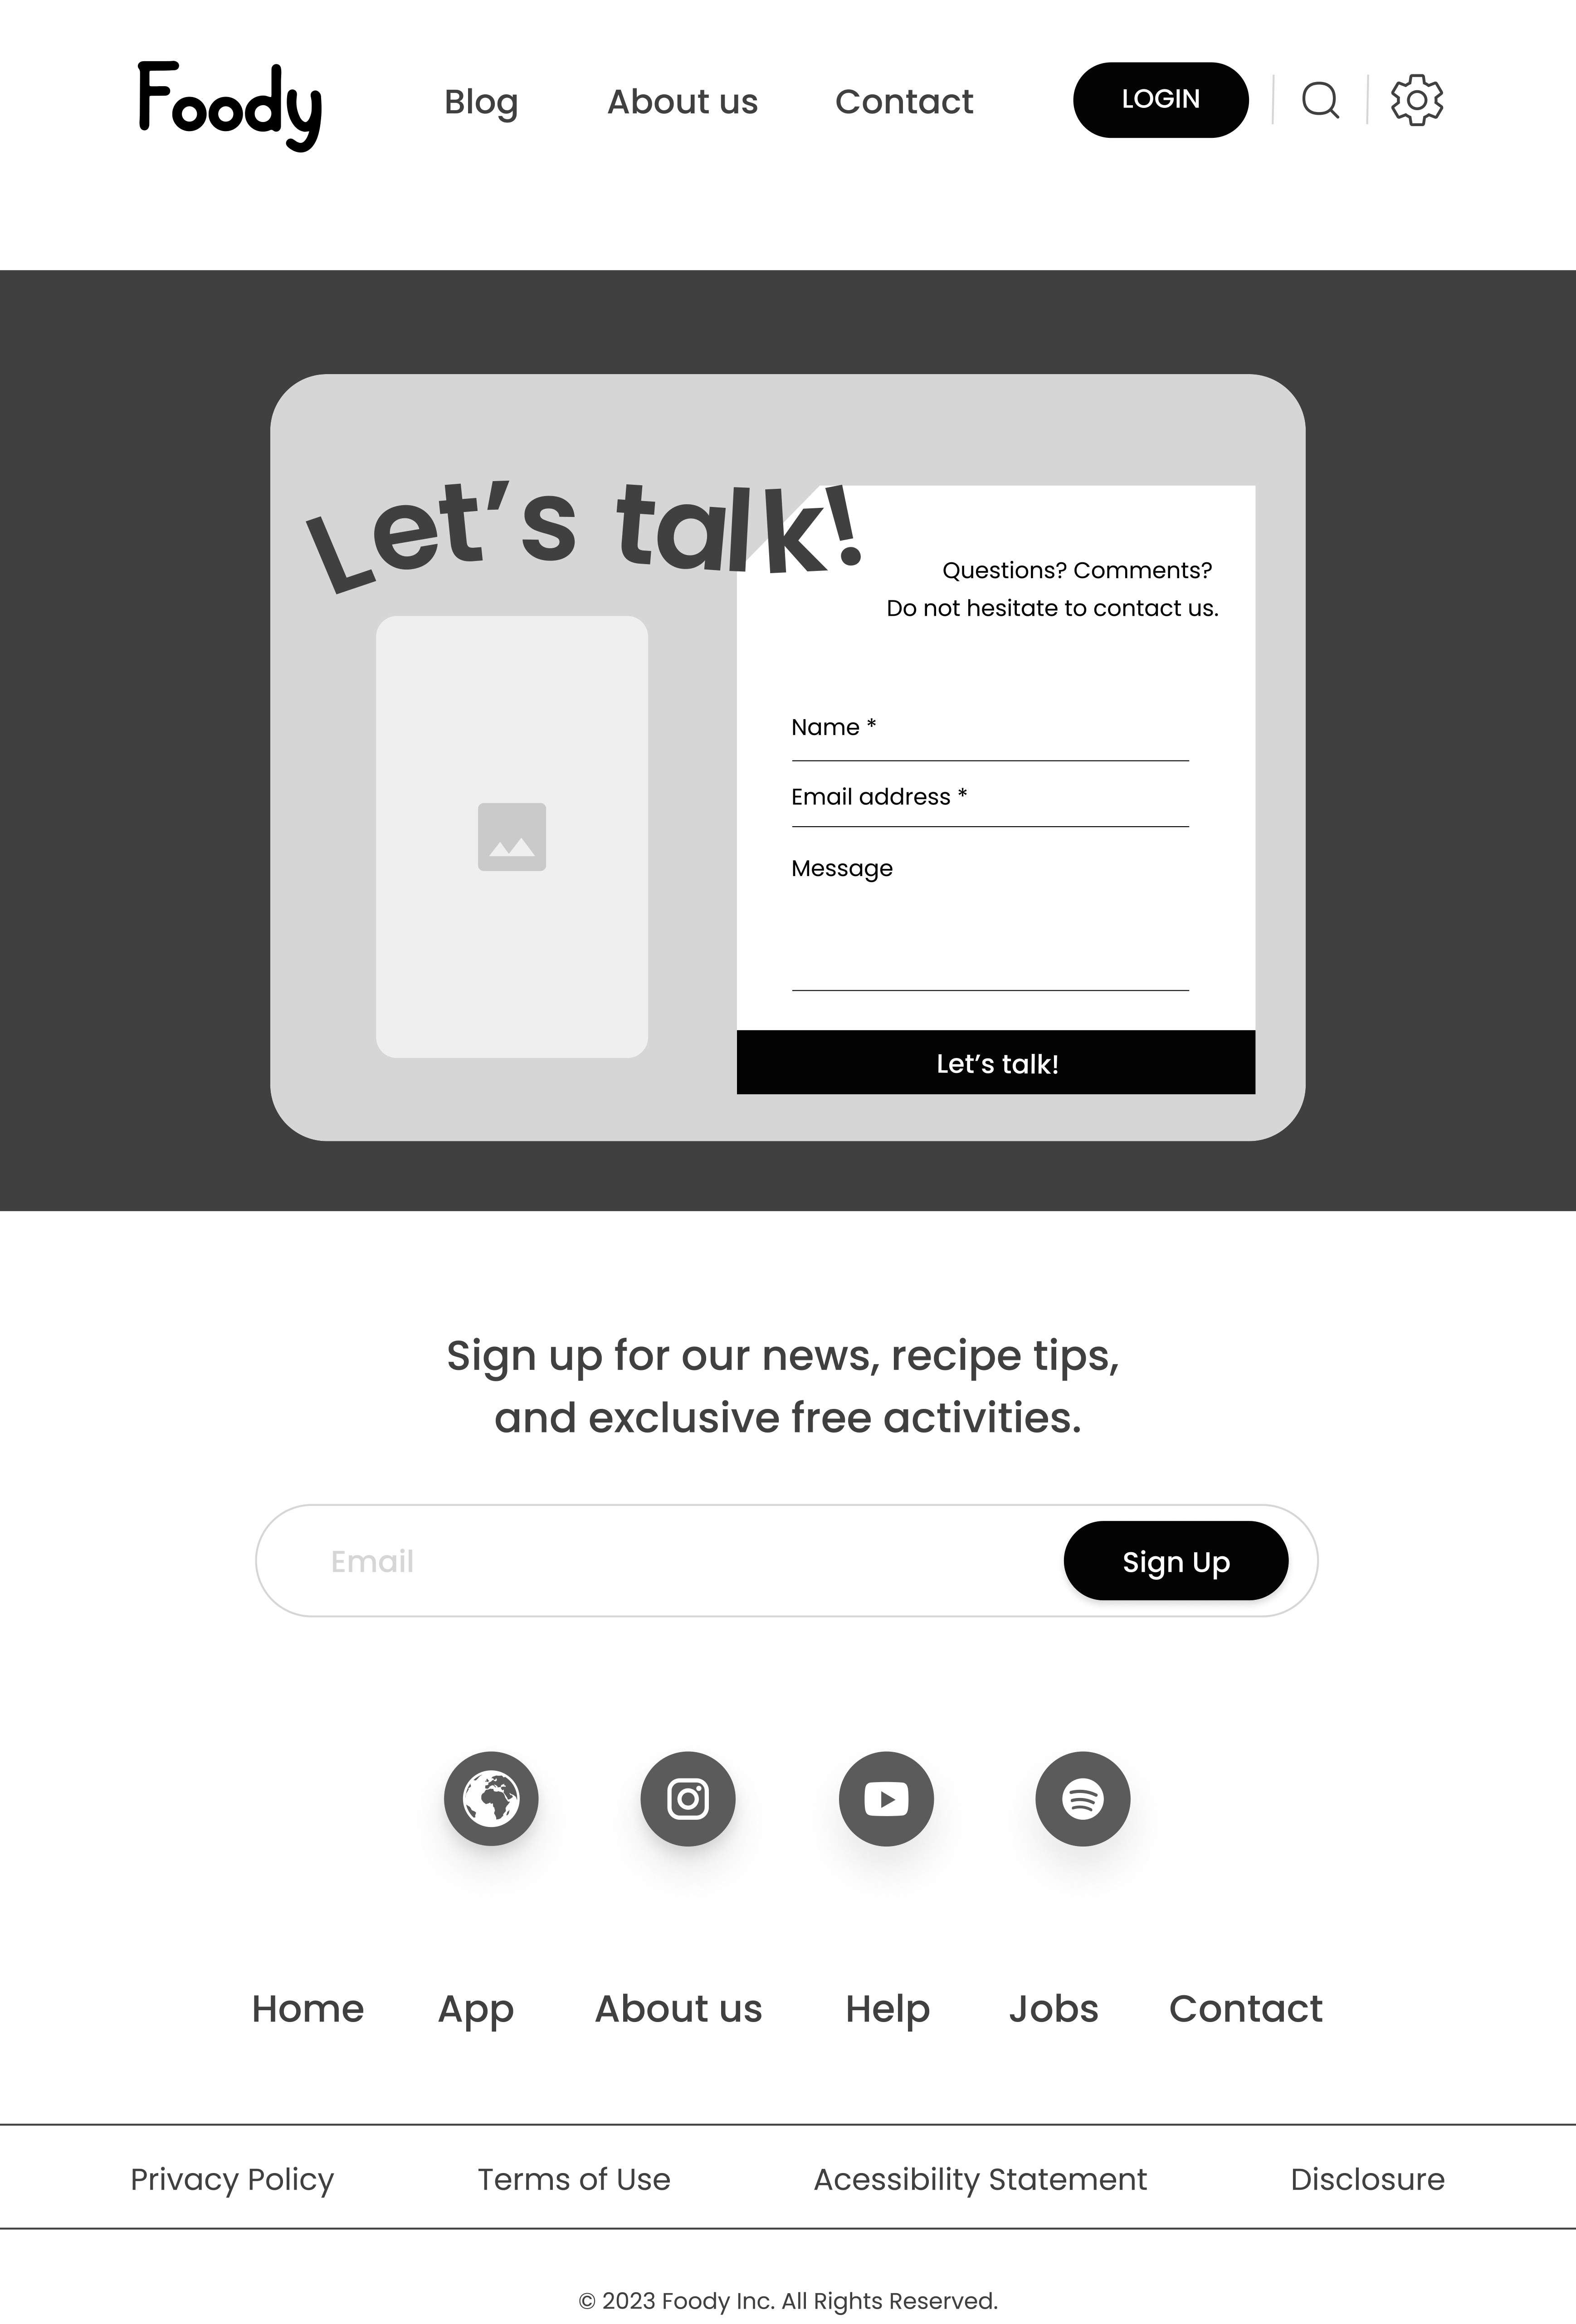 Foody
Blog
About us
Contact
LOGIN
Let’s talk!
Questions? Comments?
Do not hesitate to contact us.
Name *
Email address *
Message
Let’s talk!
Sign up for our news, recipe tips,
and exclusive free activities.
Email
Sign Up
Home
App
About us
Help
Jobs
Contact
Privacy Policy
Terms of Use
Acessibility Statement
Disclosure
© 2023 Foody Inc. All Rights Reserved.